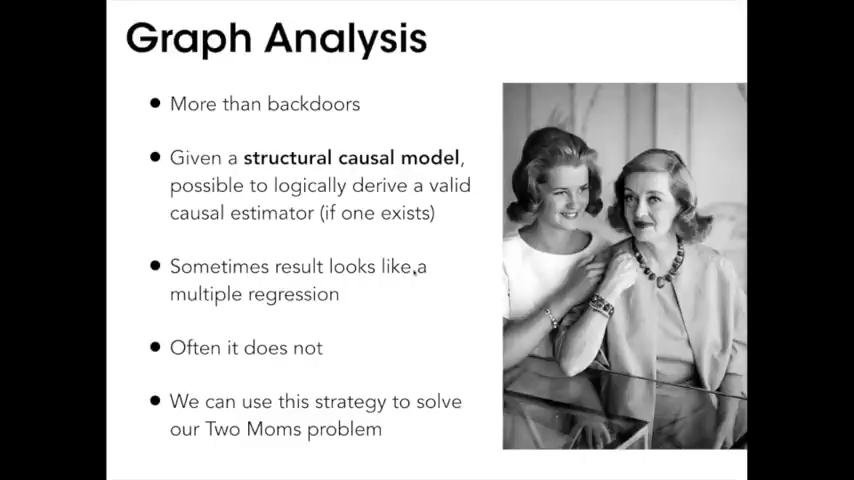 Graph Analysis
● More than backdoors
● Given a structural causal model,
possible to logically derive a valid
causal estimator (if one exists)
● Sometimes result looks like a
multiple regression
● Often it does not
● We can use this strategy to solve
our Two Moms problem